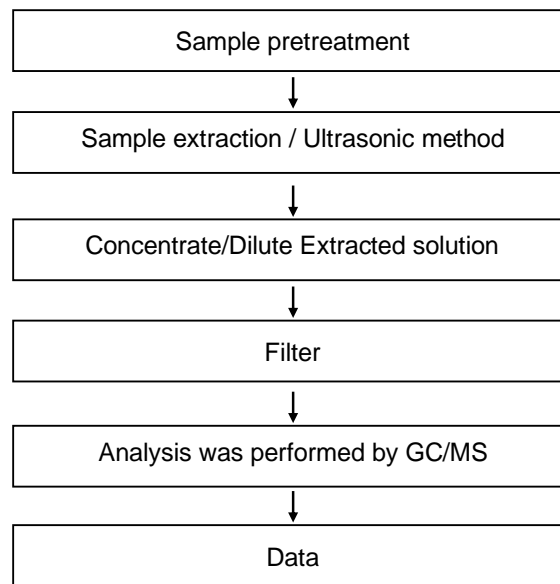 Sample pretreatment
Sample extraction / Ultrasonic method
Concentrate/Dilute Extracted solution
Filter
Analysis was performed by GC/MS
Data